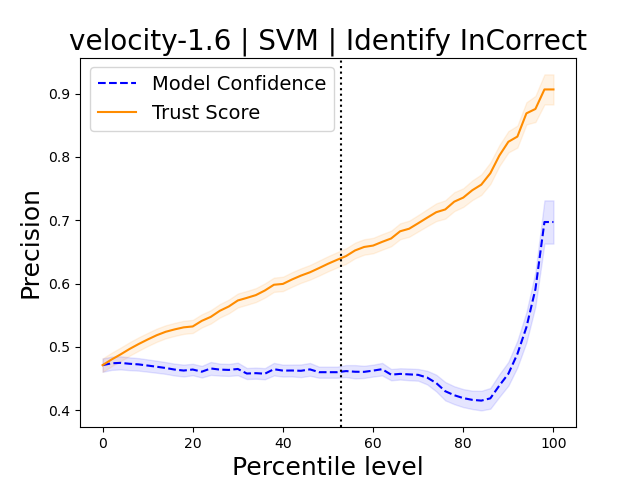 velocity-1.6 | SVM | Identify InCorrect
Model Confidence
Trust Score
Precision
0.9
0.8
0.7
0.6
0.5
0.4
0 20 40 60 80 100
Percentile level